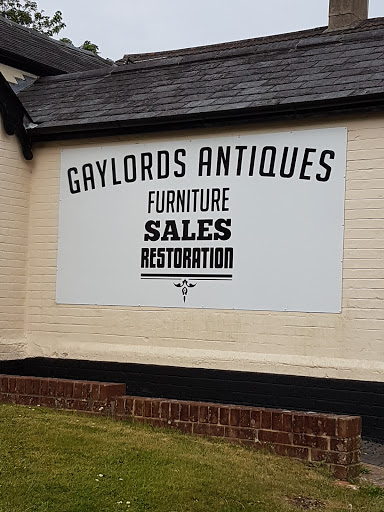 GAYLORDS ANTIQUES
FURNITURE
SALES
RESTORATION